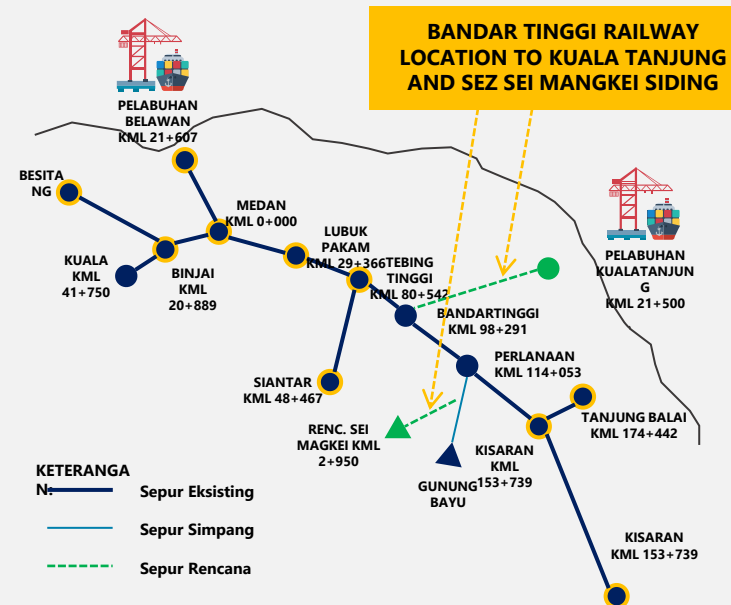 BANDAR TINGGI RAILWAY
LOCATION TO KUALA TANJUNG
AND SEZ SEI MANGKEI SIDING
PELABUHAN
BELAWAN
KML 21+607
BESITA
NG
MEDAN
KML 0+000
KUALA
KML
41+750
BINJAI
KML
20+889
LUBUK
PAKAM
KML 29+366
TEBING
TINGGI
KML 80+542
PELABUHAN
KUALATANJUN
G
KML 21+500
BANDARTINGGI
KML 98+291
PERLANAAN
KML 114+053
SIANTAR
KML 48+467
TANJUNG BALAI
KML 174+442
RENC. SEI
MAGKEI KML
2+950
KISARAN
KML
153+739
GUNUNG
BAYU
KETERANGA
N:
Sepur Eksisting
Sepur Simpang
Sepur Rencana
KISARAN
KML 153+739